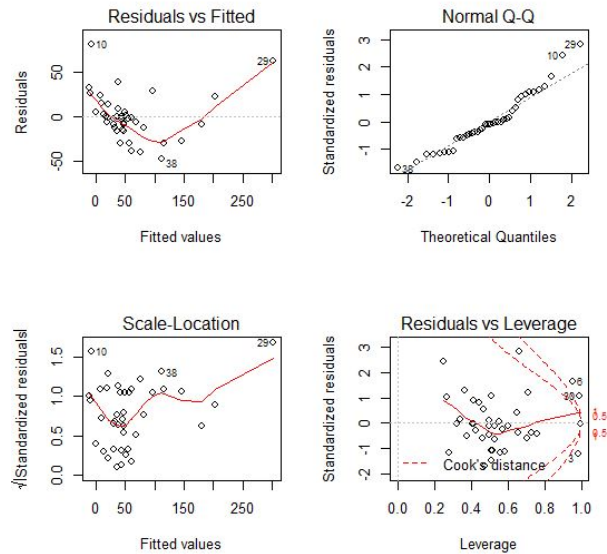 Residuals vs Fitted
Residuals
50
0
-50
10
29
38
0 50 150 250
Fitted values
Normal Q-Q
Standardized residuals
3
2
1
0
-1
10
29
38
-2 -1 0 1 2
Theoretical Quantiles
Scale-Location
√|Standardized residuals
1.5
1.0
0.5
0.0
10
38
29
0 50 150 250
Fitted values
Residuals vs Leverage
Standardized residuals
3
2
1
0
-1
-2
6
1
0.5
0.5
3
Cook's distance
0.0 0.2 0.4 0.6 0.8 1.0
Leverage